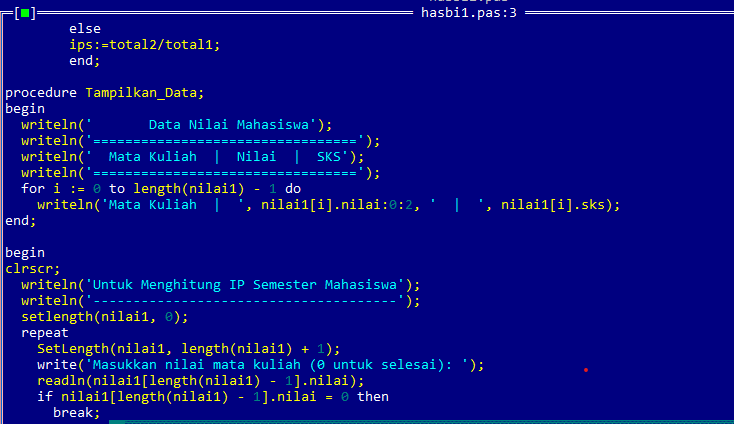 [■] hasbi1.pas:3
else
ips:=total2/total1;
end;
procedure Tampilkan_Data;
begin
writeln('       Data Nilai Mahasiswa');
writeln('=================================');
writeln('  Mata Kuliah  |  Nilai  |  SKS');
writeln('=================================');
for i := 0 to length(nilai1) - 1 do
writeln('Mata Kuliah  |  ', nilai1[i].nilai:0:2, '  |  ', nilai1[i].sks);
end;
begin
clrscr;
writeln('Untuk Menghitung IP Semester Mahasiswa');
writeln('--------------------------------------');
setlength(nilai1, 0);
repeat
SetLength(nilai1, length(nilai1) + 1);
write('Masukkan nilai mata kuliah (0 untuk selesai): ');
readln(nilai1[length(nilai1) - 1].nilai);
if nilai1[length(nilai1) - 1].nilai = 0 then
break;